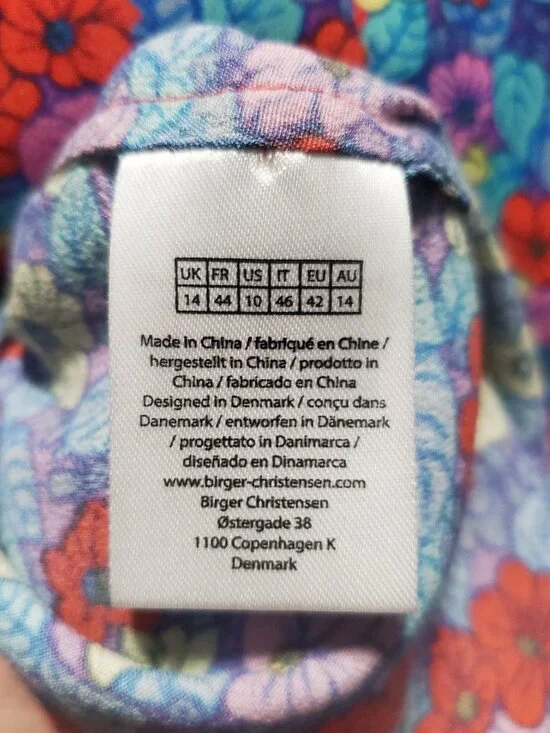 UK FR US IT EU AU
14 44 10 46 42 14
Made in China / fabriqué en Chine /
hergestellt in China / prodotto in
China / fabricado en China
Designed in Denmark / conçu dans
Danemark / entworfen in Dänemark
/ progettato in Danimarca /
diseñado en Dinamarca
www.birger-christensen.com
Birger Christensen
Østergade 38
1100 Copenhagen K
Denmark